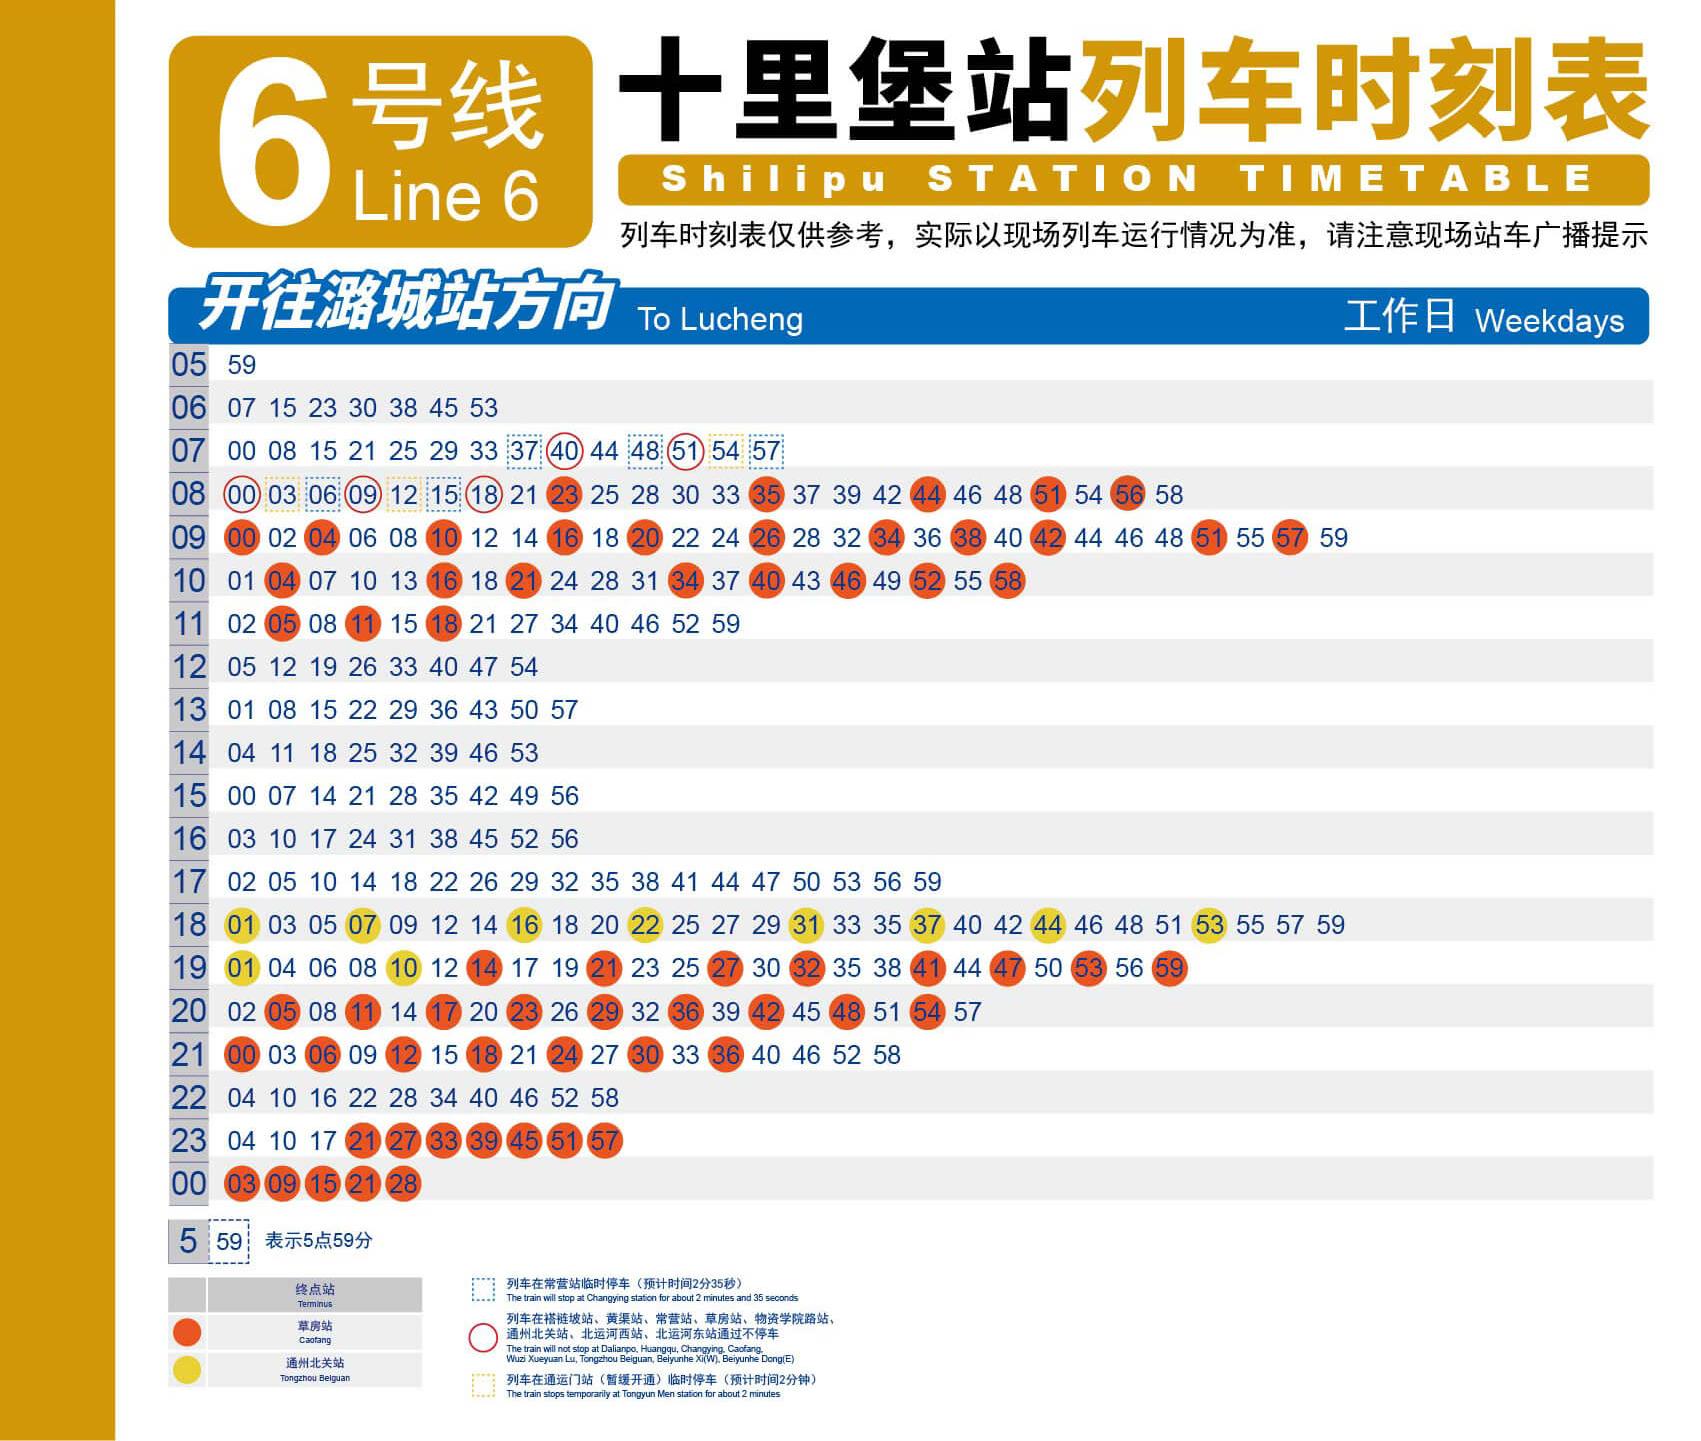 6 号线
Line 6
十里堡站列车时刻表
Shilipu STATION TIMETABLE
列车时刻表仅供参考，实际以现场列车运行情况为准，请注意现场站车广播提示
开往潞城站方向 To Lucheng 工作日 Weekdays
05 59
06 07 15 23 30 38 45 53
07 00 08 15 21 25 29 33 37 40 44 48 51 54 57
08 00 03 06 09 12 15 18 21 23 25 28 30 33 35 37 39 42 44 46 48 51 54 56 58
09 00 02 04 06 08 10 12 14 16 18 20 22 24 26 28 32 34 36 38 40 42 44 46 48 51 55 57 59
10 01 04 07 10 13 16 18 21 24 28 31 34 37 40 43 46 49 52 55 58
11 02 05 08 11 15 18 21 27 34 40 46 52 59
12 05 12 19 26 33 40 47 54
13 01 08 15 22 29 36 43 50 57
14 04 11 18 25 32 39 46 53
15 00 07 14 21 28 35 42 49 56
16 03 10 17 24 31 38 45 52 56
17 02 05 10 14 18 22 26 29 32 35 38 41 44 47 50 53 56 59
18 01 03 05 07 09 12 14 16 18 20 22 25 27 29 31 33 35 37 40 42 44 46 48 51 53 55 57 59
19 01 04 06 08 10 12 14 17 19 21 23 25 27 30 32 35 38 41 44 47 50 53 56 59
20 02 05 08 11 14 17 20 23 26 29 32 36 39 42 45 48 51 54 57
21 00 03 06 09 12 15 18 21 24 27 30 33 36 40 46 52 58
22 04 10 16 22 28 34 40 46 52 58
23 04 10 17 21 27 33 39 45 51 57
00 03 09 15 21 28
5 59 表示5点59分
终点站
Terminus
草房站
Caofang
通州北关站
Tongzhou Beiguan
列车在常营站临时停车（预计时间2分35秒）
The train will stop at Changying station for about 2 minutes and 35 seconds
列车在褡裢坡站、黄渠站、常营站、草房站、物资学院路站、
通州北关站、北运河西站、北运河东站通过不停车
The train will not stop at Dalianpo, Huangqu, Changying, Caofang,
Wuzi Xueyuan Lu, Tongzhou Beiguan, Beiyunhe Xi(W), Beiyunhe Dong(E)
列车在通运门站（暂缓开通）临时停车（预计时间2分钟）
The train stops temporarily at Tongyun Men station for about 2 minutes